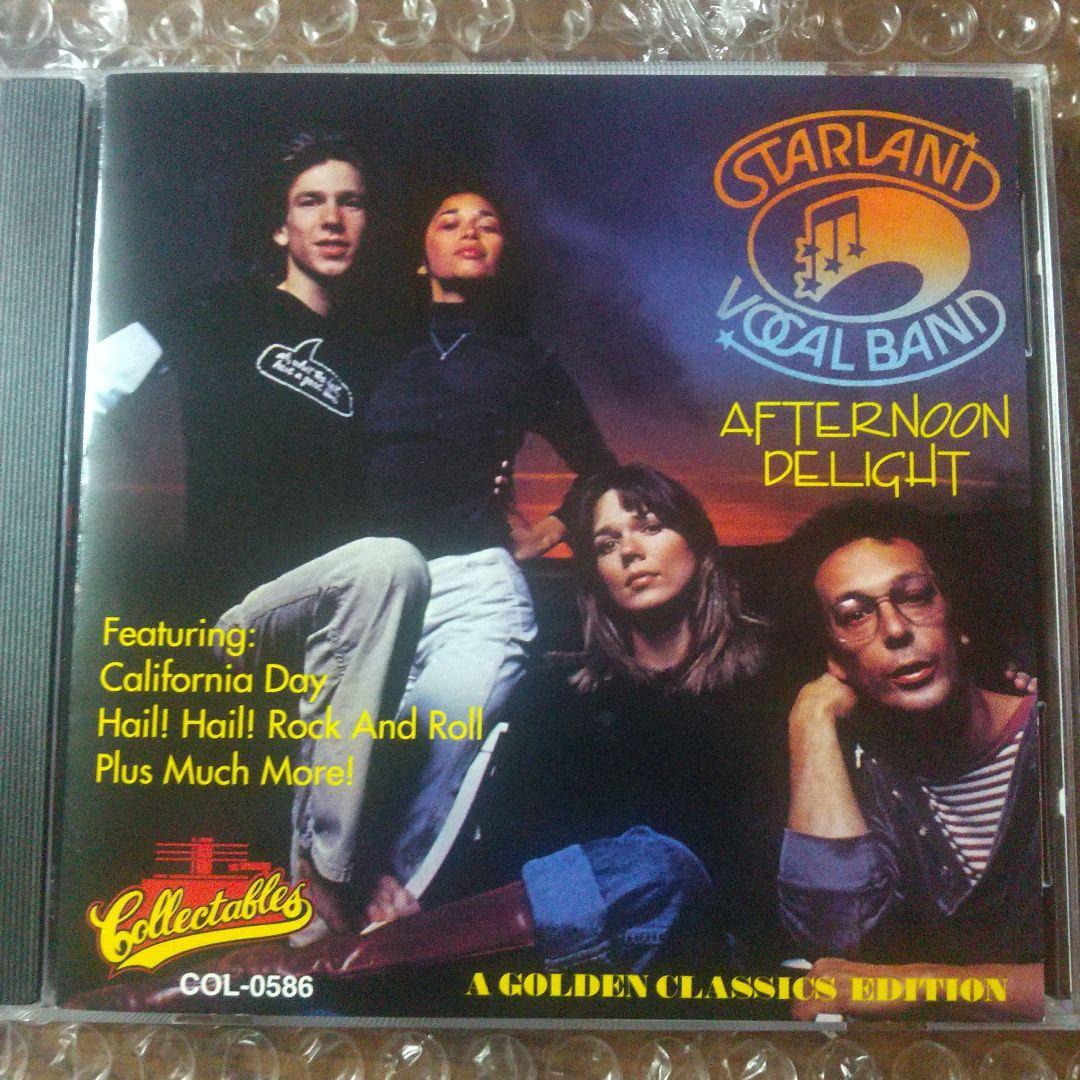 STARLAND
VOCAL BAND
AFTERNOON
DELIGHT
Featuring:
California Day
Hail! Hail! Rock And Roll
Plus Much More!
Collectables
COL-0586
A GOLDEN CLASSICS EDITION